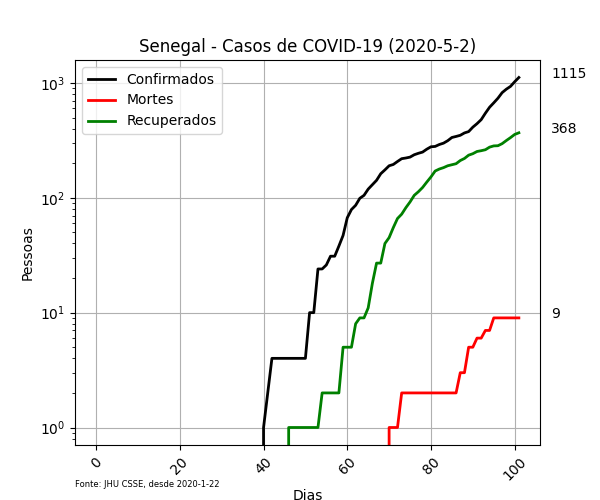 Senegal - Casos de COVID-19 (2020-5-2)
Confirmados
Mortes
Recuperados
1115
368
9
10³
10²
10¹
10⁰
Pessoas
0 20 40 60 80 100
Dias
Fonte: JHU CSSE, desde 2020-1-22